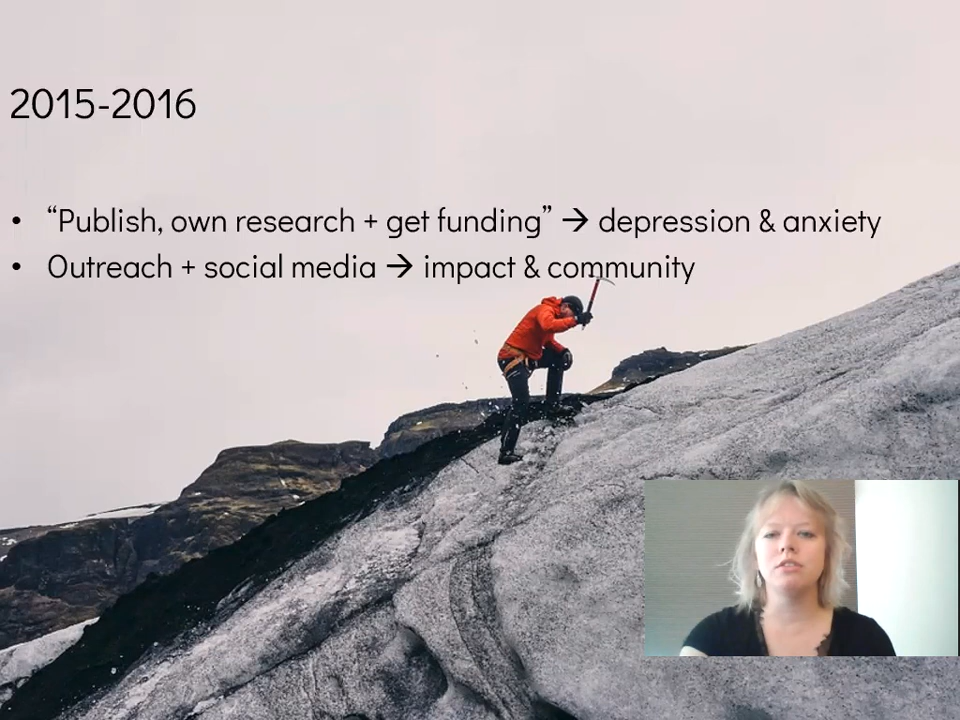 2015-2016
• “Publish, own research + get funding” → depression & anxiety
• Outreach + social media → impact & community